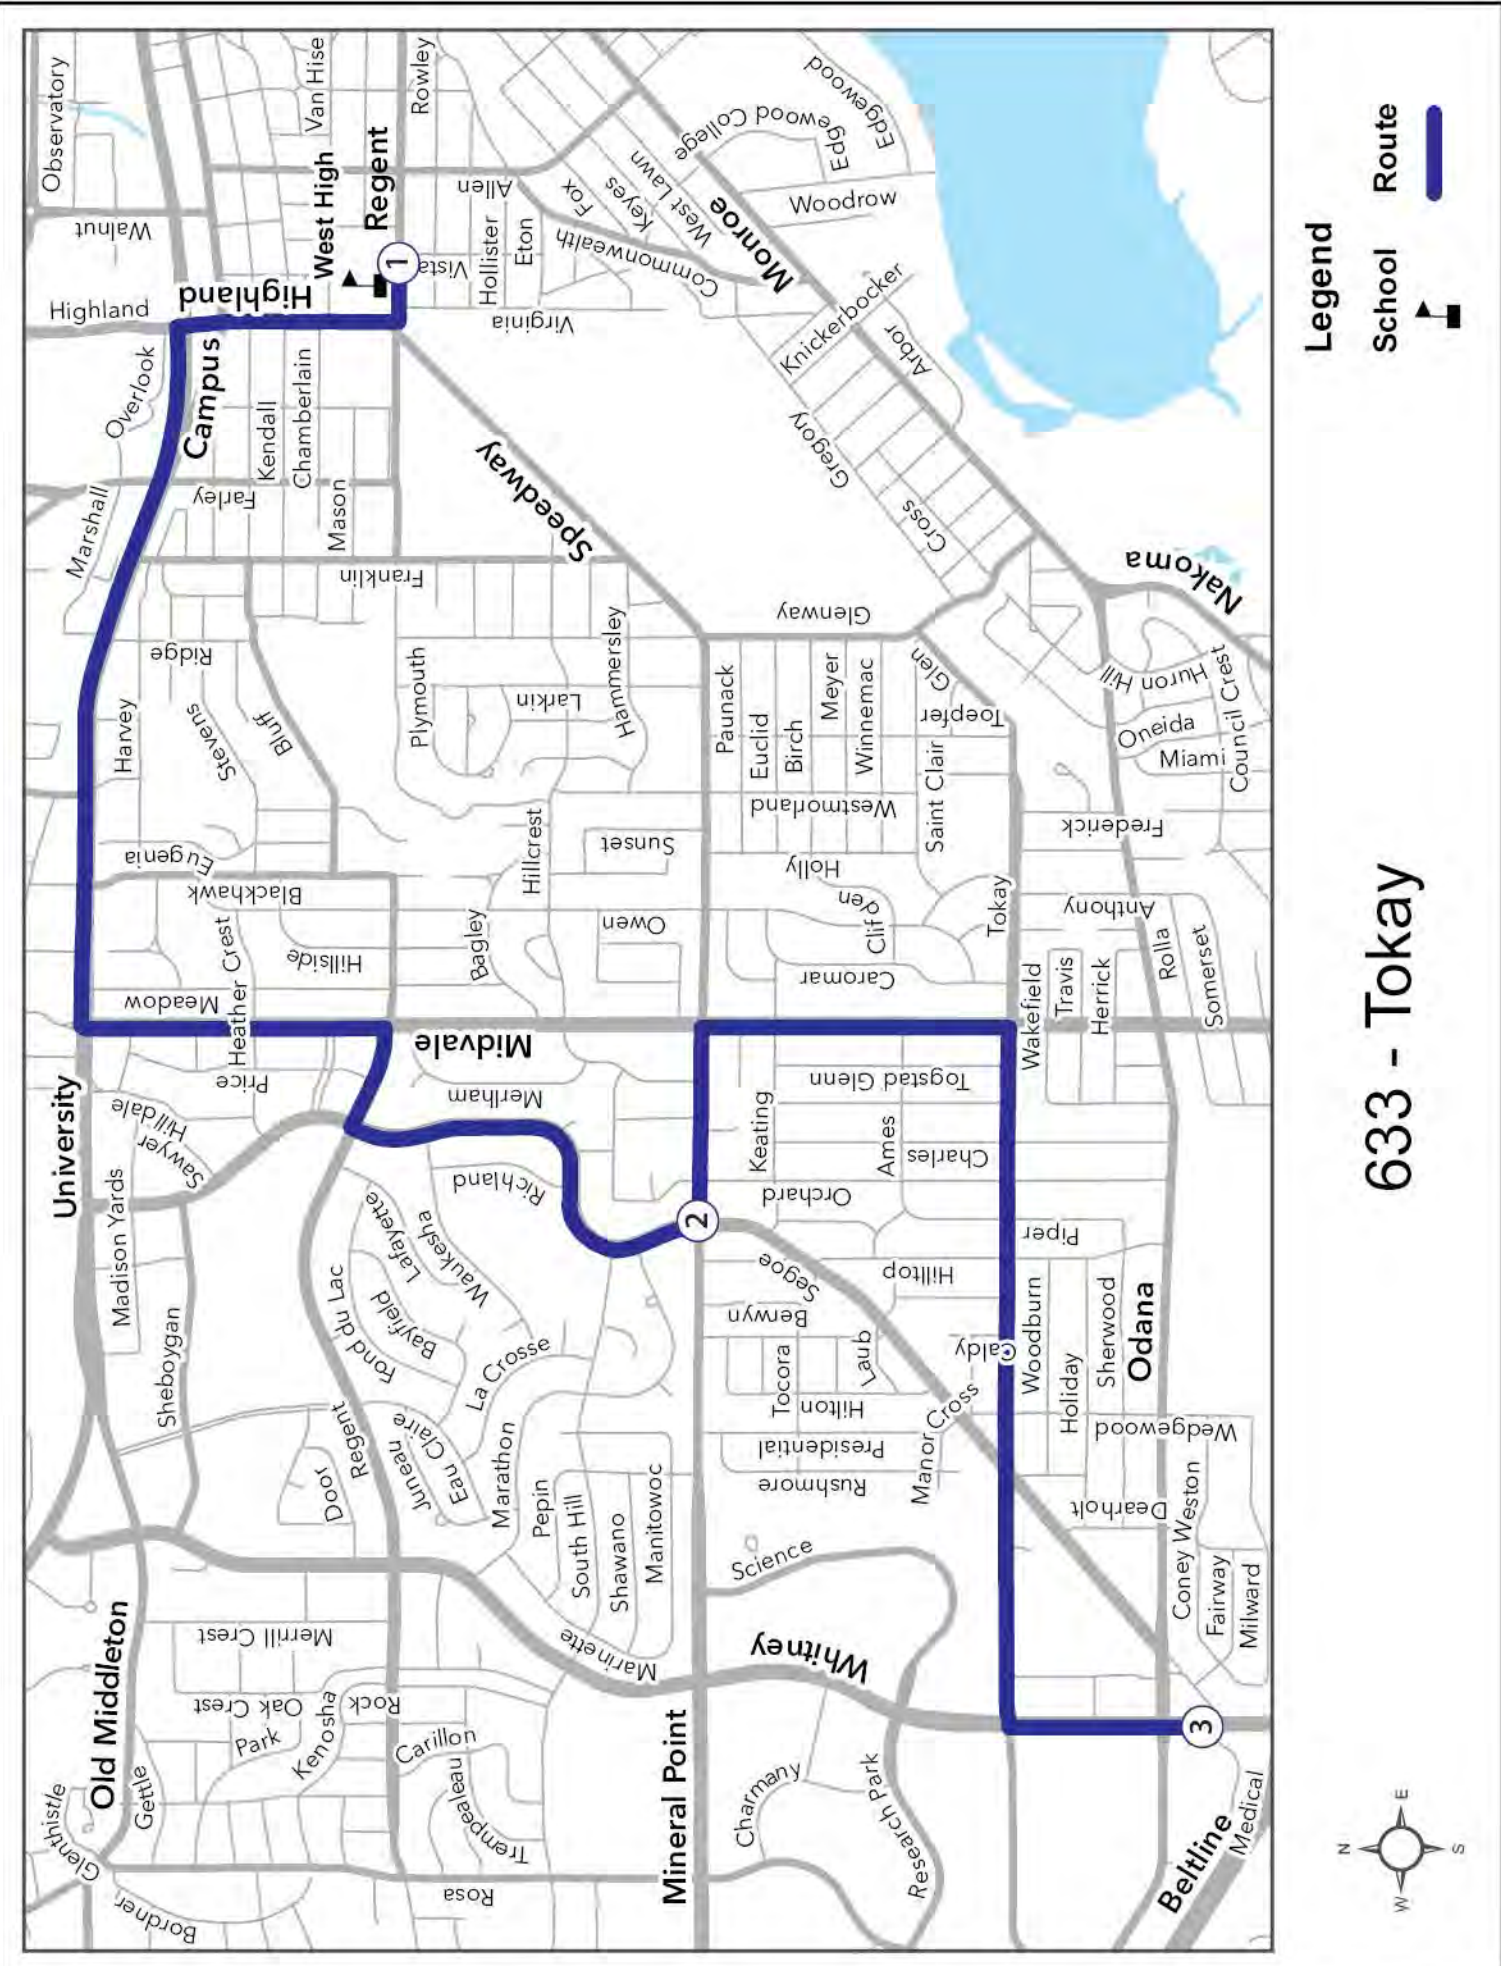 Observatory
Walnut
Highland
Highland
Van Hise
West High
Regent
Rowley
Allen
Vista
Hollister
Eton
Virginia
Fox
Keyes
West Lawn
Commonwealth
Monroe
Edgewood College
Edgewood
Edgewood
Woodrow
Knickerbocker
Arbor
Gregory
Cross
Nakoma
Overlook
Campus
Marshall
Farley
Kendall
Chamberlain
Mason
Franklin
Speedway
Glenway
Harvey
Ridge
Stevens
Bluff
Plymouth
Larkin
Hammersley
Paunack
Euclid
Birch
Meyer
Winnemac
Glen
Toepfer
Saint Clair
Westmorland
Huron Hill
Oneida
Miami
Council Crest
Frederick
Eugenia
Blackhawk
Heather Crest
Hillside
Meadow
Hillcrest
Sunset
Bagley
Owen
Holly
Clifden
Caromar
Tokay
Anthony
Wakefield
Travis
Herrick
Rolla
Somerset
University
Price
Hilldale
Sawyer
Madison Yards
Sheboygan
Midvale
Merlham
Richland
Lafayette
Waukesha
Bayfield
Fond du Lac
La Crosse
Keating
Togstad Glenn
Ames
Charles
Orchard
Segoe
Hilltop
Berwyn
Tocora
Laub
Hilton
Presidential
Rushmore
Manor Cross
Caldy
Piper
Woodburn
Holiday
Sherwood
Odana
Wedgewood
Dearholt
Coney Weston
Fairway
Milward
Door
Regent
Juneau
Eau Claire
Marathon
Pepin
South Hill
Shawano
Manitowoc
Marinette
Science
Whitney
Old Middleton
Merrill Crest
Oak Crest
Park
Kenosha
Rock
Gettle
Glenthistle
Bordner
Carillon
Trempealeau
Rosa
Mineral Point
Charmany
Research Park
Beltline
Medical
1
2
3
Legend
School
Route
633 - Tokay
N
E
S
W